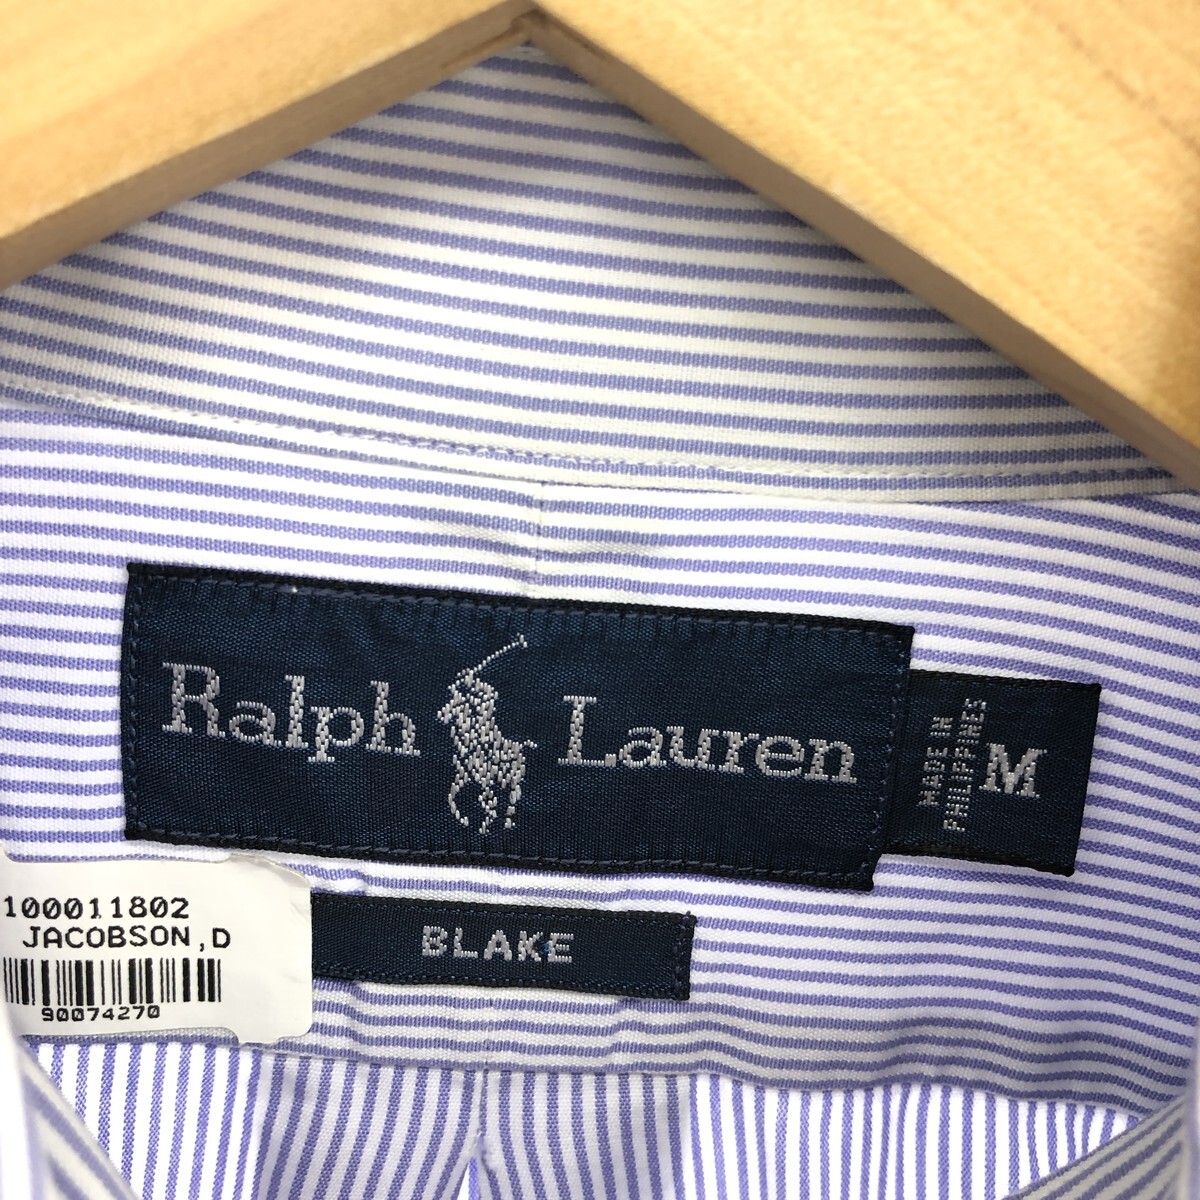 Ralph Lauren
MADE IN
PHILIPPINES
M
BLAKE
100011802
JACOBSON,D
90074270